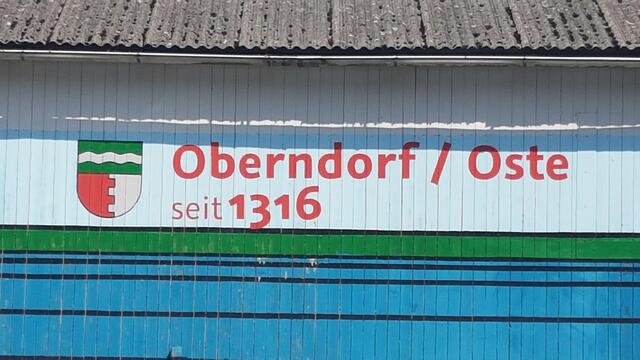 Oberndorf / Oste
seit 1316